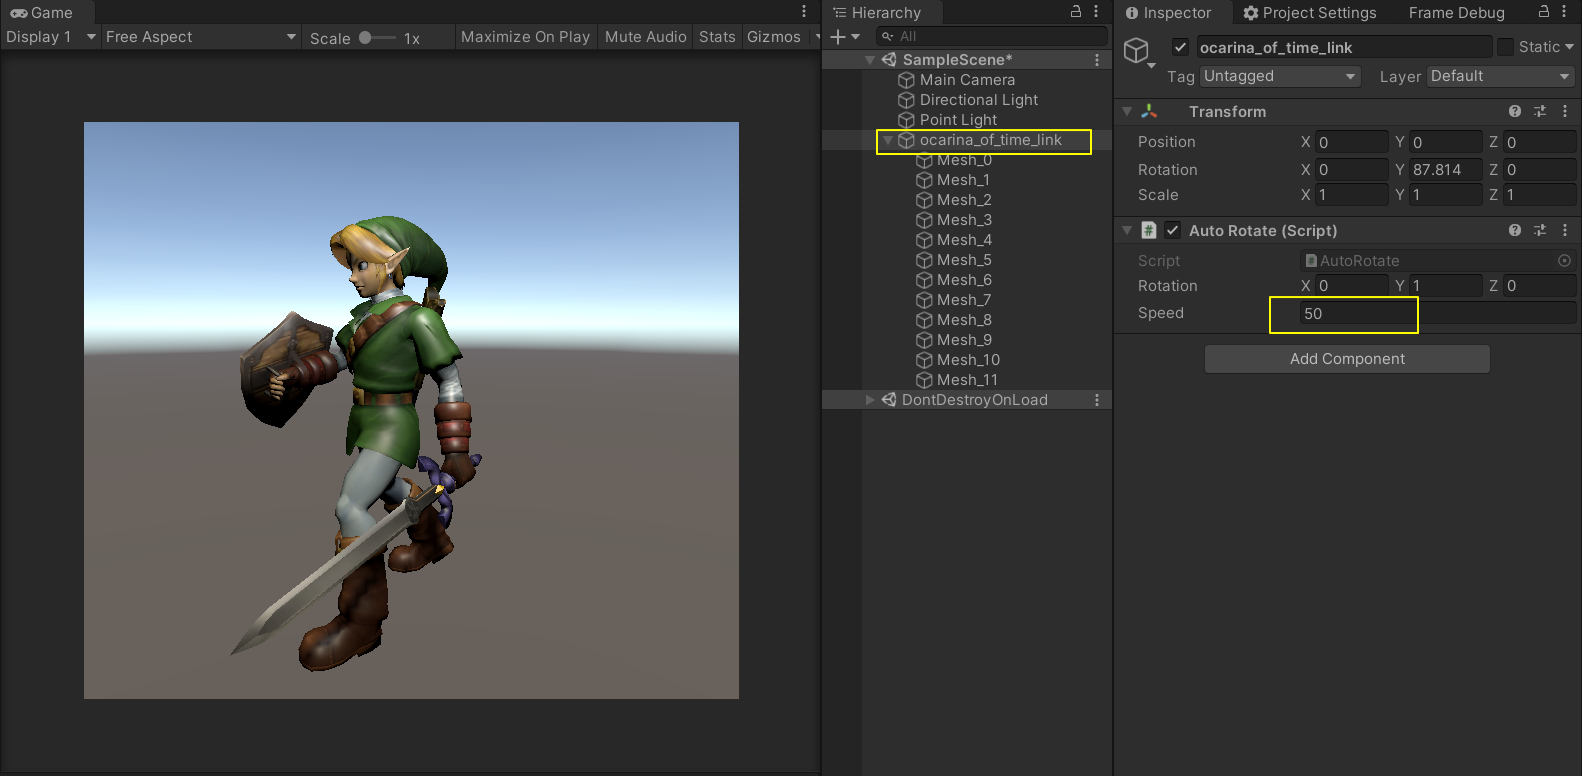 Game
Display 1 Free Aspect Scale 1x Maximize On Play Mute Audio Stats Gizmos
Hierarchy
All
SampleScene*
Main Camera
Directional Light
Point Light
ocarina_of_time_link
Mesh_0
Mesh_1
Mesh_2
Mesh_3
Mesh_4
Mesh_5
Mesh_6
Mesh_7
Mesh_8
Mesh_9
Mesh_10
Mesh_11
DontDestroyOnLoad
Inspector Project Settings Frame Debug
ocarina_of_time_link Static
Tag Untagged Layer Default
Transform
Position X 0 Y 0 Z 0
Rotation X 0 Y 87.814 Z 0
Scale X 1 Y 1 Z 1
# Auto Rotate (Script)
Script # AutoRotate
Rotation X 0 Y 1 Z 0
Speed 50
Add Component